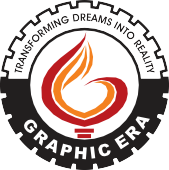 TRANSFORMING DREAMS INTO REALITY
GRAPHIC ERA